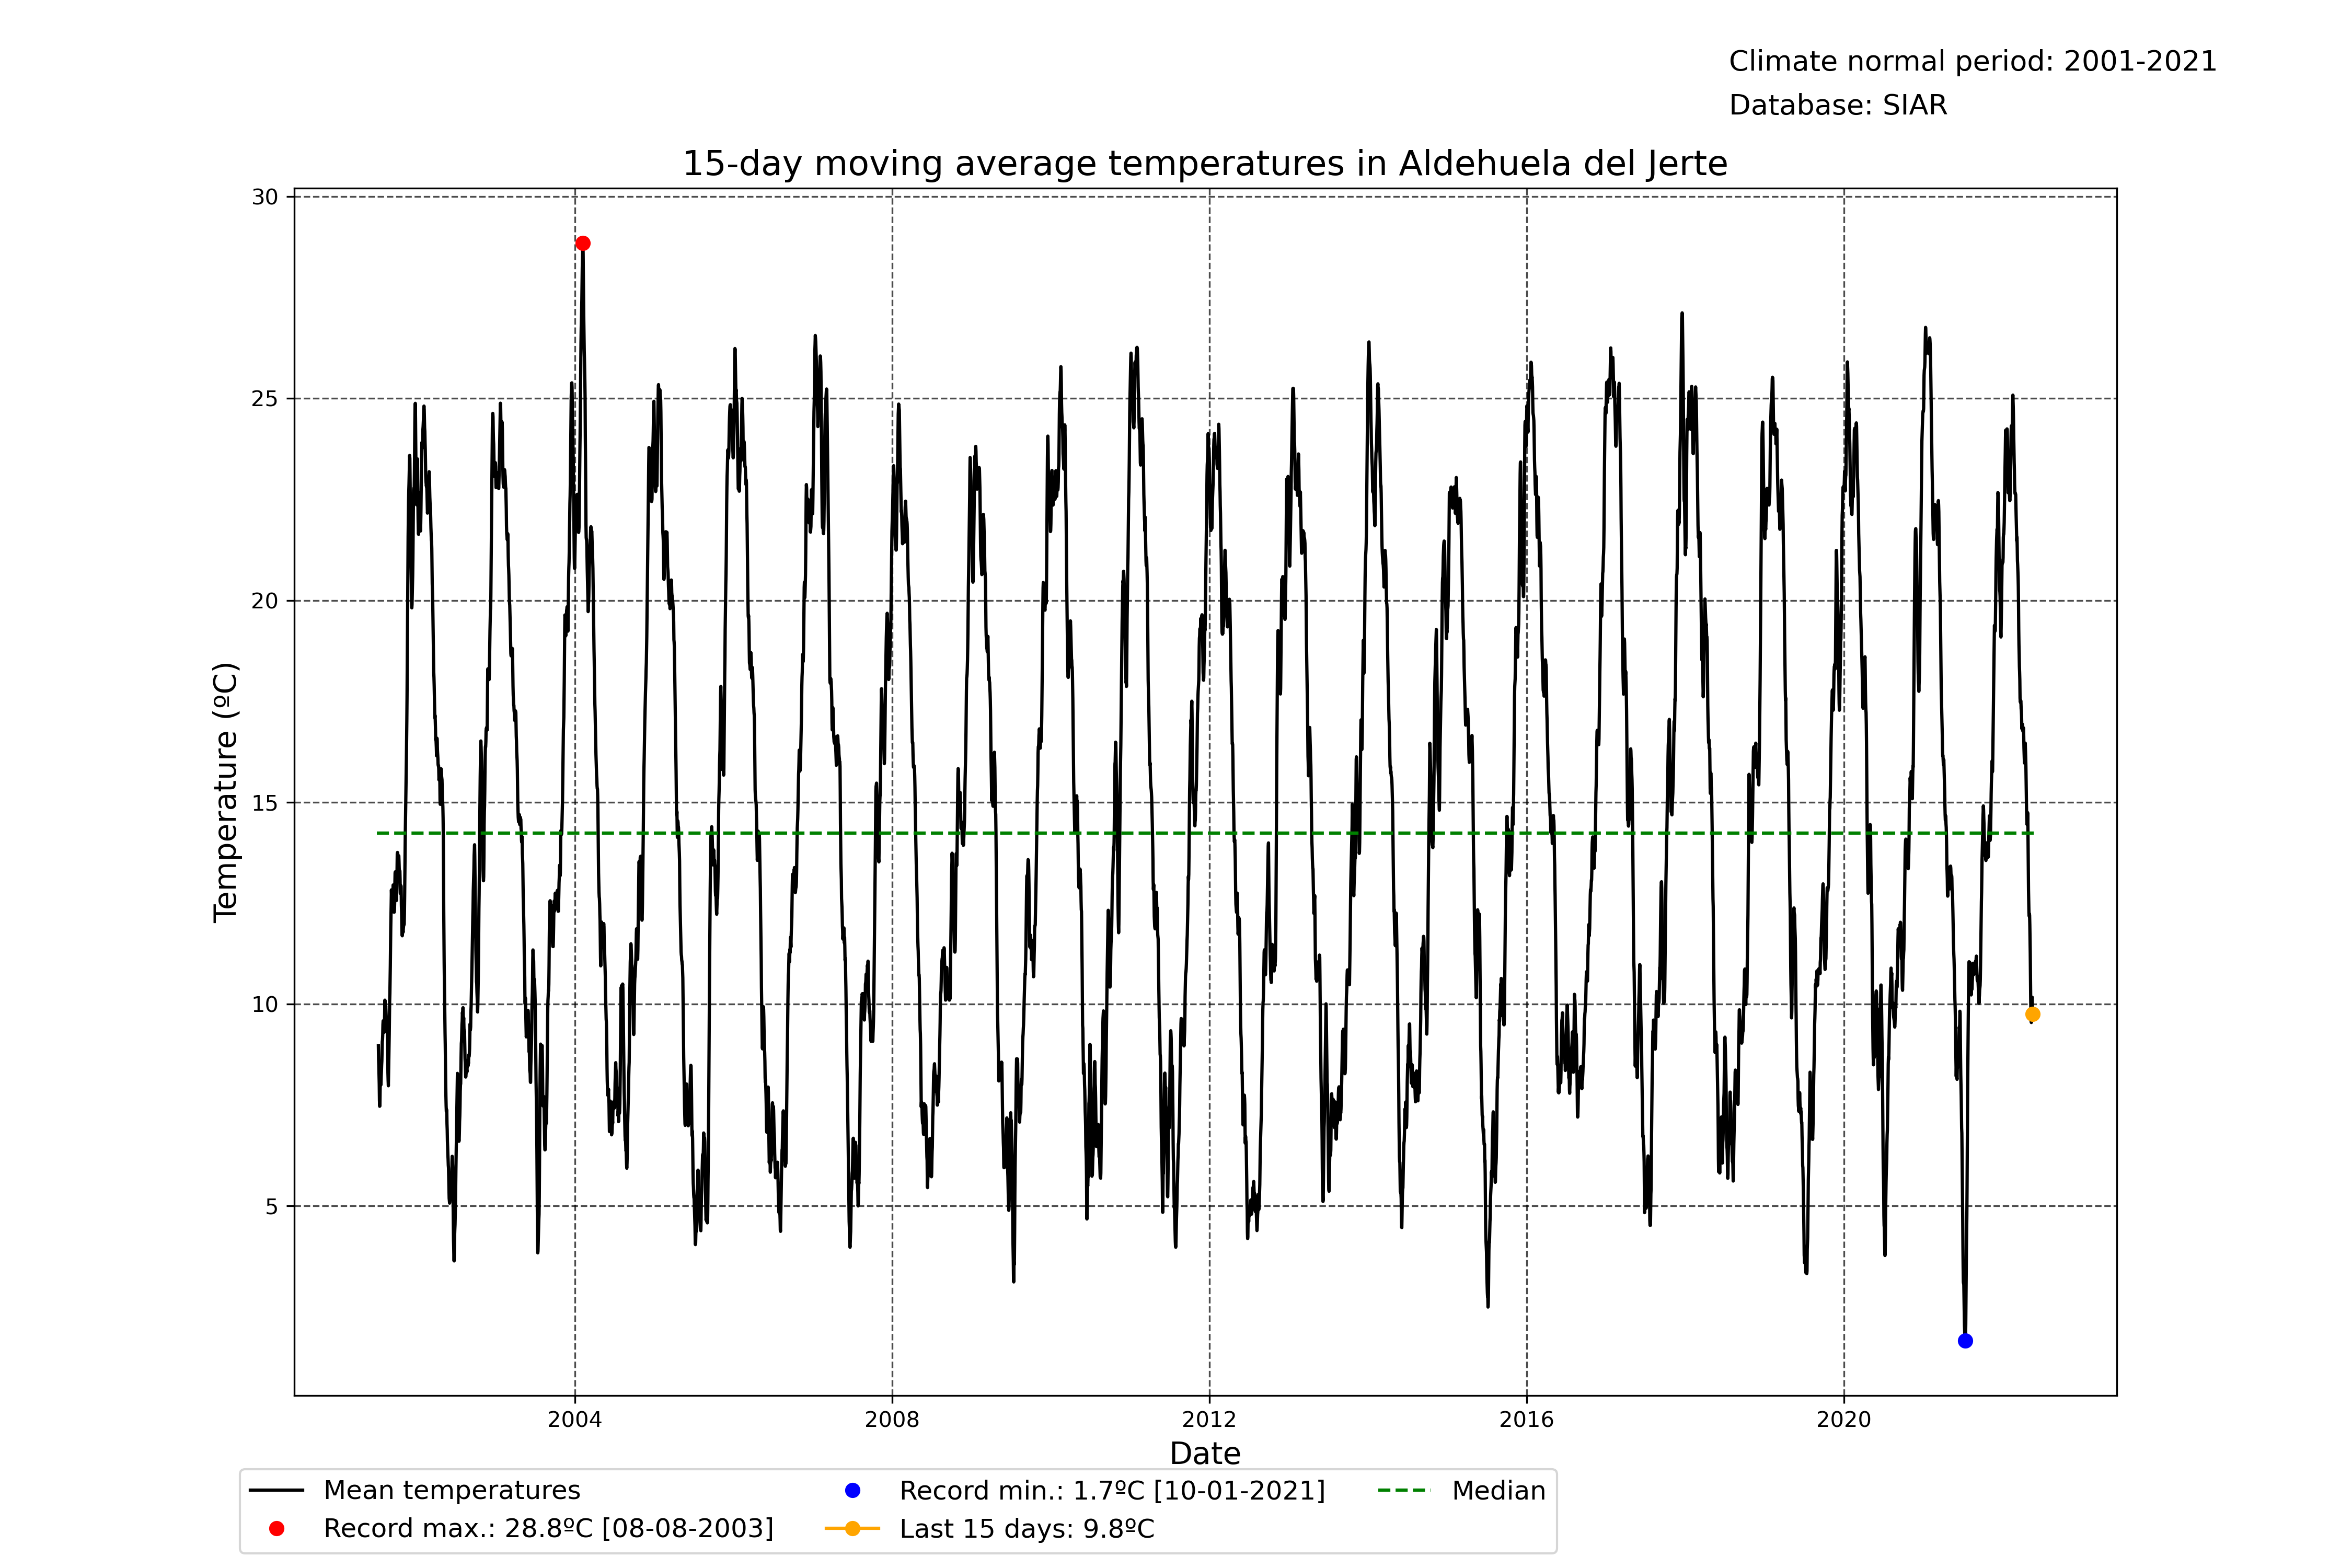 Climate normal period: 2001-2021
Database: SIAR
15-day moving average temperatures in Aldehuela del Jerte
30
25
20
15
10
5
Temperature (ºC)
2004 2008 2012 2016 2020
Date
Mean temperatures
Record max.: 28.8ºC [08-08-2003]
Record min.: 1.7ºC [10-01-2021]
Last 15 days: 9.8ºC
Median